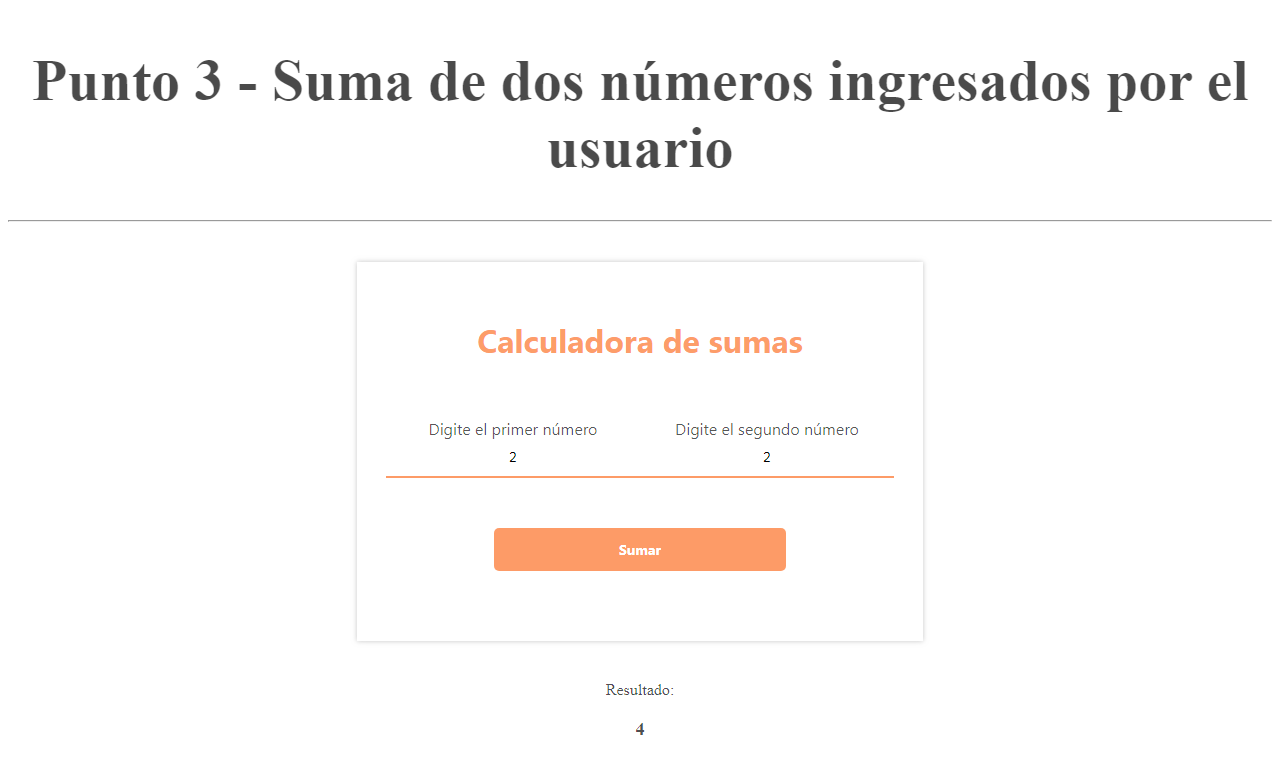 Punto 3 - Suma de dos números ingresados por el
usuario
Calculadora de sumas
Digite el primer número
Digite el segundo número
2
2
Sumar
Resultado:
4